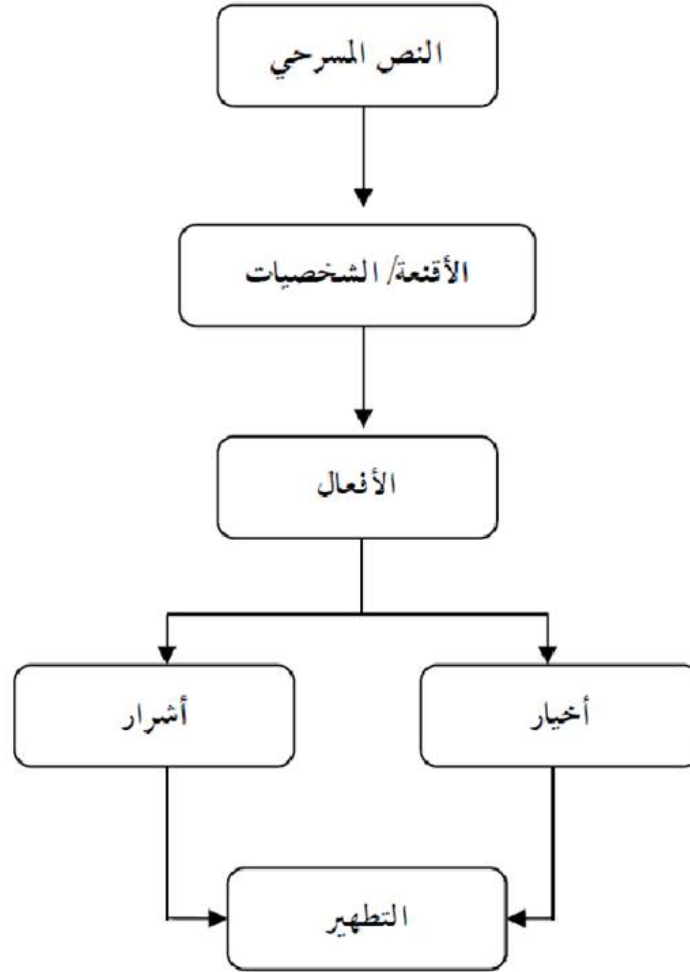 النص المسرحي
الأقنعة/ الشخصيات
الأفعال
أخيار
أشرار
التطهير